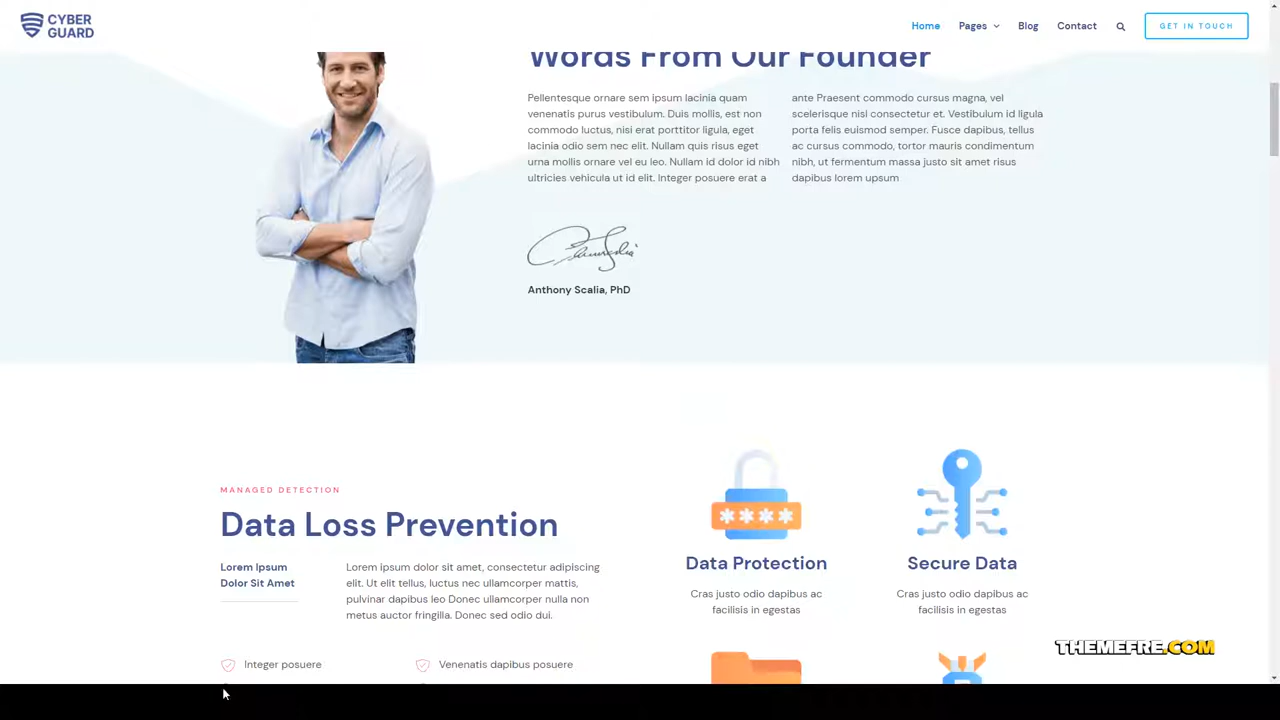 CYBER
GUARD
Home
Pages
Blog
Contact
GET IN TOUCH
Words From Our Founder
Pellentesque ornare sem ipsum lacinia quam
venenatis purus vestibulum. Duis mollis, est non
commodo luctus, nisi erat porttitor ligula, eget
lacinia odio sem nec elit. Nullam quis risus eget
urna mollis ornare vel eu leo. Nullam id dolor id nibh
ultricies vehicula ut id elit. Integer posuere erat a
ante Praesent commodo cursus magna, vel
scelerisque nisl consectetur et. Vestibulum id ligula
porta felis euismod semper. Fusce dapibus, tellus
ac cursus commodo, tortor mauris condimentum
nibh, ut fermentum massa justo sit amet risus
dapibus lorem upsum
Anthony Scalia, PhD
MANAGED DETECTION
Data Loss Prevention
Lorem Ipsum
Dolor Sit Amet
Lorem ipsum dolor sit amet, consectetur adipiscing
elit. Ut elit tellus, luctus nec ullamcorper mattis,
pulvinar dapibus leo Donec ullamcorper nulla non
metus auctor fringilla. Donec sed odio dui.
Integer posuere
Venenatis dapibus posuere
****
Data Protection
Cras justo odio dapibus ac
facilisis in egestas
Secure Data
Cras justo odio dapibus ac
facilisis in egestas
THEMEFRE.COM